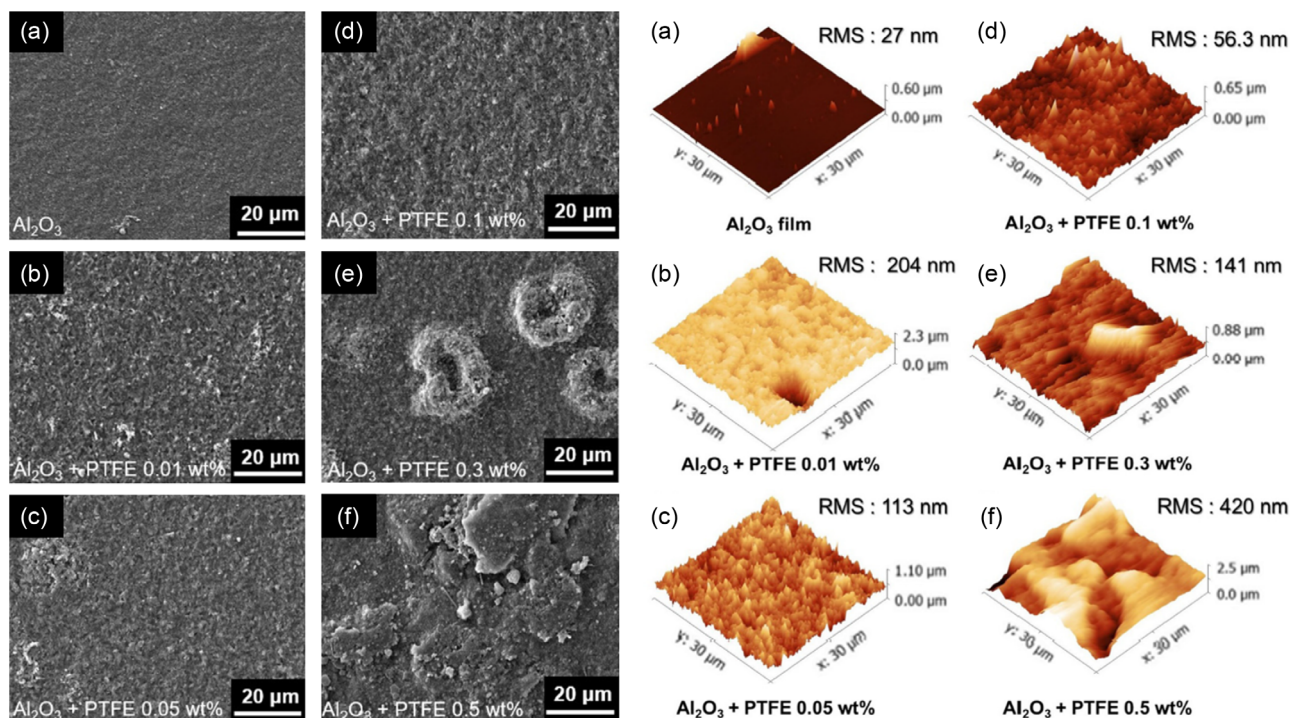 (a)
Al₂O₃
20 µm
(d)
Al₂O₃ + PTFE 0.1 wt%
20 µm
(b)
Al₂O₃ + PTFE 0.01 wt%
20 µm
(e)
Al₂O₃ + PTFE 0.3 wt%
20 µm
(c)
Al₂O₃ + PTFE 0.05 wt%
20 µm
(f)
Al₂O₃ + PTFE 0.5 wt%
20 µm
(a)
RMS : 27 nm
0.60 µm
0.00 µm
y: 30 µm
x: 30 µm
Al₂O₃ film
(d)
RMS : 56.3 nm
0.65 µm
0.00 µm
y: 30 µm
x: 30 µm
Al₂O₃ + PTFE 0.1 wt%
(b)
RMS : 204 nm
2.3 µm
0.0 µm
y: 30 µm
x: 30 µm
Al₂O₃ + PTFE 0.01 wt%
(e)
RMS : 141 nm
0.88 µm
0.00 µm
y: 30 µm
x: 30 µm
Al₂O₃ + PTFE 0.3 wt%
(c)
RMS : 113 nm
1.10 µm
0.00 µm
y: 30 µm
x: 30 µm
Al₂O₃ + PTFE 0.05 wt%
(f)
RMS : 420 nm
2.5 µm
0.0 µm
y: 30 µm
x: 30 µm
Al₂O₃ + PTFE 0.5 wt%